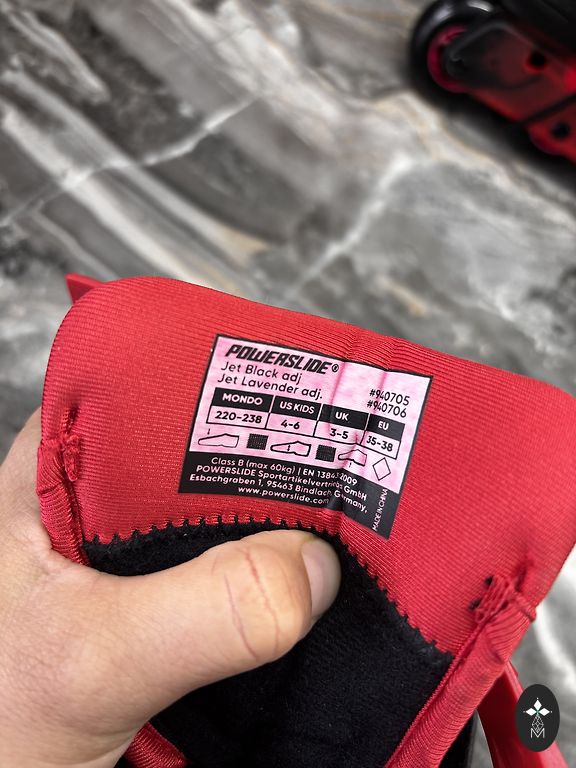 POWERSLIDE®
Jet Black adj #940705
Jet Lavender adj. #940706
MONDO US KIDS UK EU
220-238 4-6 3-5 35-38
Class B (max 60kg) | EN 13843:2009
POWERSLIDE Sportartikelvertriebs GmbH
Esbachgraben 1, 95463 Bindlach Germany,
www.powerslide.com
MADE IN CHINA
M